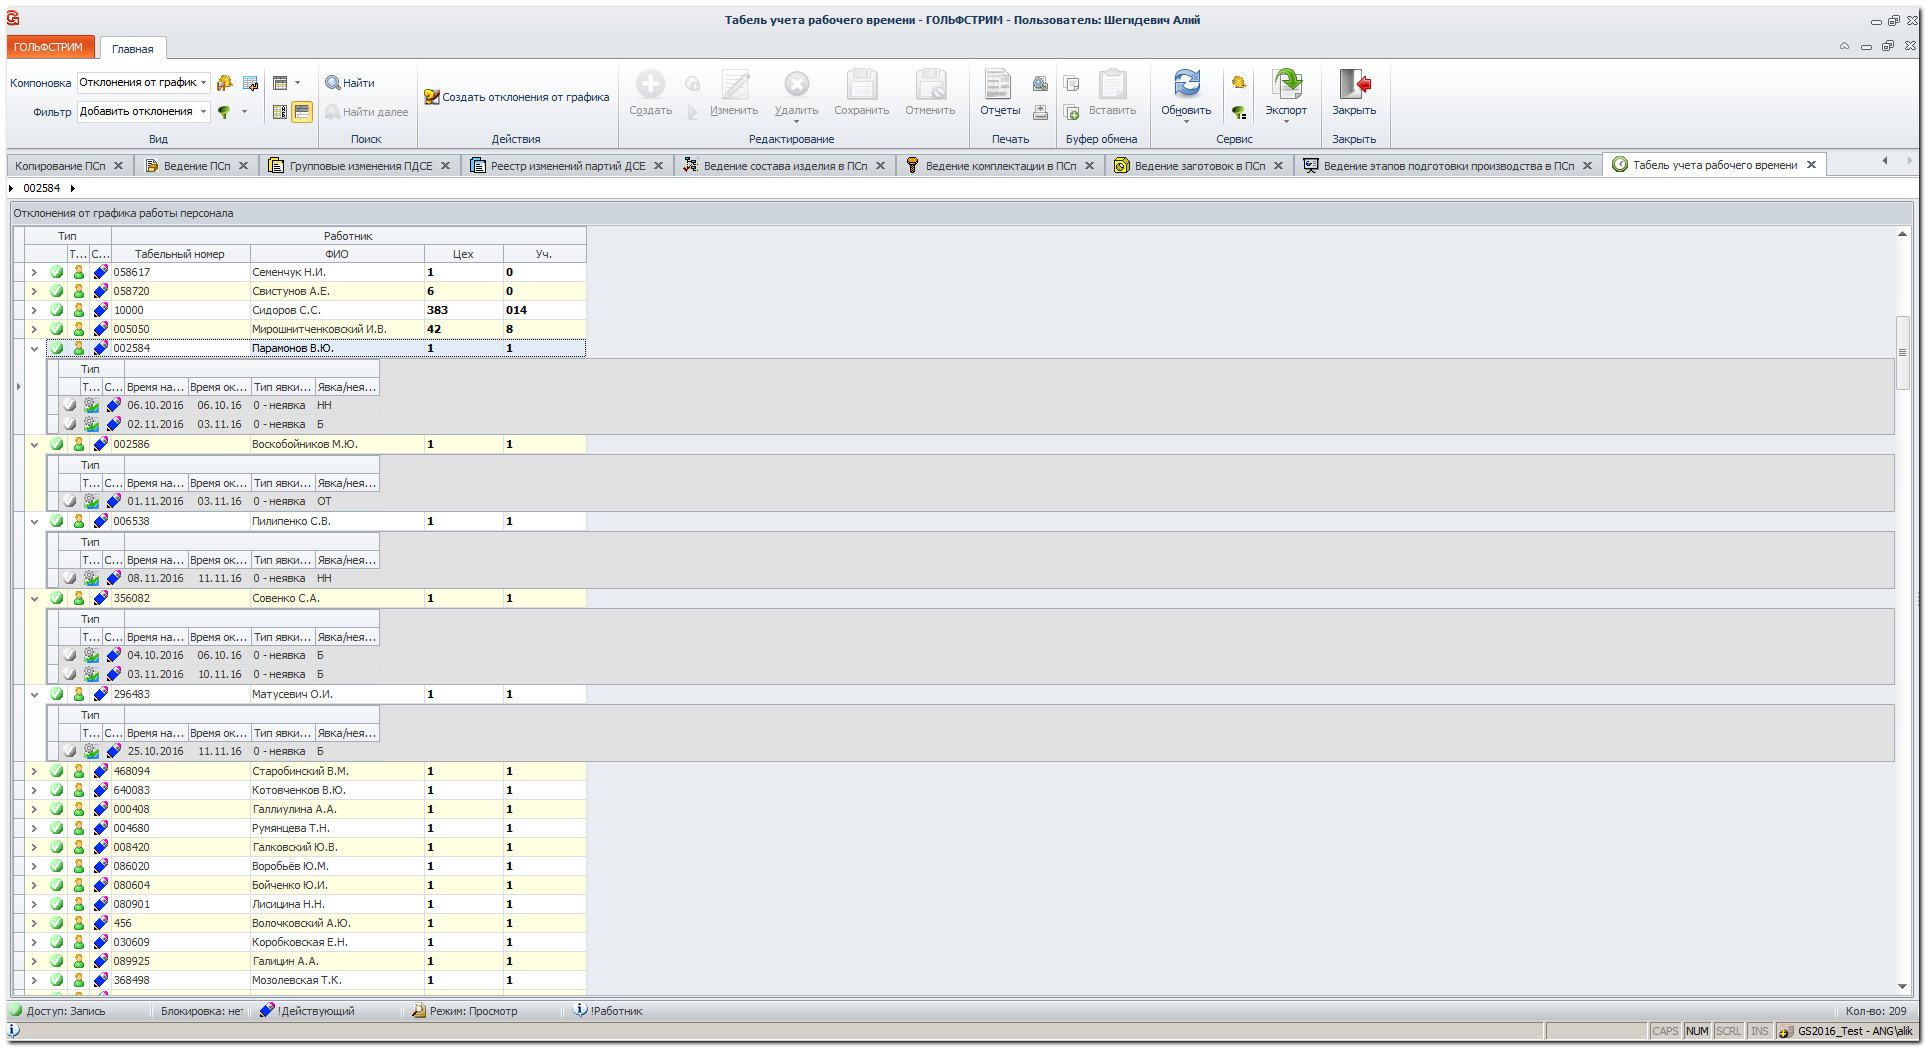 Табель учета рабочего времени - ГОЛЬФСТРИМ - Пользователь: Шегидевич Алий
ГОЛЬФСТРИМ Главная
Компоновка Отклонения от график Найти Создать отклонения от графика Создать Изменить Удалить Сохранить Отменить Отчеты Вставить Обновить Экспорт Закрыть
Фильтр Добавить отклонения Найти далее
Вид Поиск Действия Редактирование Печать Буфер обмена Сервис Закрыть
Копирование ПСп Ведение ПСп Групповые изменения ПДСЕ Реестр изменений партий ДСЕ Ведение состава изделия в ПСп Ведение комплектации в ПСп Ведение заготовок в ПСп Ведение этапов подготовки производства в ПСп Табель учета рабочего времени
002584
Отклонения от графика работы персонала
Тип Работник
Т... С... Табельный номер ФИО Цех Уч.
058617 Семенчук Н.И. 1 0
058720 Свистунов А.Е. 6 0
10000 Сидоров С.С. 383 014
005050 Мирошнитченковский И.В. 42 8
002584 Парамонов В.Ю. 1 1
Тип
Т... С... Время на... Время ок... Тип явки... Явка/нея...
06.10.2016 06.10.16 0 - неявка НН
02.11.2016 03.11.16 0 - неявка Б
002586 Воскобойников М.Ю. 1 1
Тип
Т... С... Время на... Время ок... Тип явки... Явка/нея...
01.11.2016 03.11.16 0 - неявка ОТ
006538 Пилипенко С.В. 1 1
Тип
Т... С... Время на... Время ок... Тип явки... Явка/нея...
08.11.2016 11.11.16 0 - неявка НН
356082 Совенко С.А. 1 1
Тип
Т... С... Время на... Время ок... Тип явки... Явка/нея...
04.10.2016 06.10.16 0 - неявка Б
03.11.2016 10.11.16 0 - неявка Б
296483 Матусевич О.И. 1 1
Тип
Т... С... Время на... Время ок... Тип явки... Явка/нея...
25.10.2016 11.11.16 0 - неявка Б
468094 Старобинский В.М. 1 1
640083 Котовченков В.Ю. 1 1
000408 Галлиулина А.А. 1 1
004680 Румянцева Т.Н. 1 1
008420 Галковский Ю.В. 1 1
086020 Воробьёв Ю.М. 1 1
080604 Бойченко Ю.И. 1 1
080901 Лисицина Н.Н. 1 1
456 Волочковский А.Ю. 1 1
030609 Коробковская Е.Н. 1 1
089925 Галицин А.А. 1 1
368498 Мозолевская Т.К. 1 1
Доступ: Запись Блокировка: нет !Действующий Режим: Просмотр !Работник Кол-во: 209
CAPS NUM SCRL INS GS2016_Test - ANG\alik